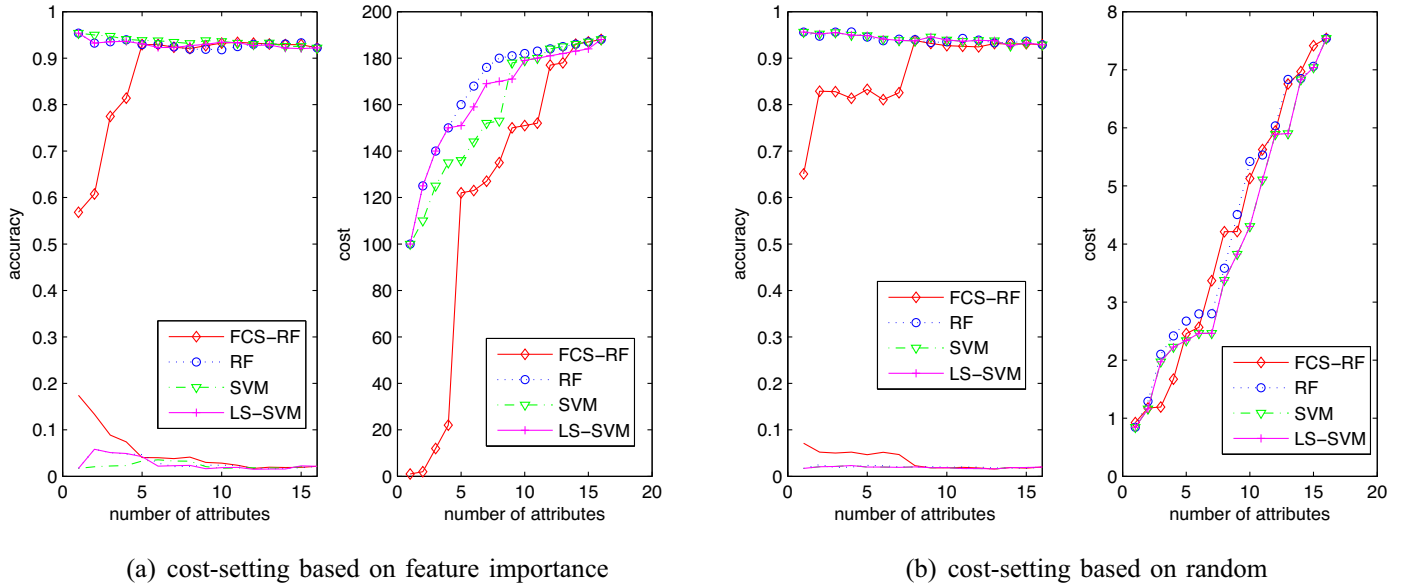 accuracy
1
0.9
0.8
0.7
0.6
0.5
0.4
0.3
0.2
0.1
0
0 5 10 15
number of attributes
FCS−RF
RF
SVM
LS−SVM
cost
200
180
160
140
120
100
80
60
40
20
0
0 5 10 15 20
number of attributes
FCS−RF
RF
SVM
LS−SVM
(a) cost-setting based on feature importance
accuracy
1
0.9
0.8
0.7
0.6
0.5
0.4
0.3
0.2
0.1
0
0 5 10 15
number of attributes
FCS−RF
RF
SVM
LS−SVM
cost
8
7
6
5
4
3
2
1
0
0 5 10 15 20
number of attributes
FCS−RF
RF
SVM
LS−SVM
(b) cost-setting based on random